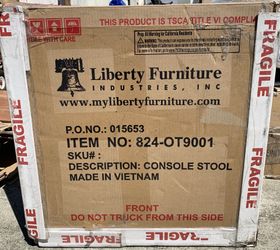 THIS PRODUCT IS TSCA TITLE VI COMPLI
DLE WITH CARE
Prop. 65 Warning for California Residents
Liberty Furniture
INDUSTRIES, INC
www.mylibertyfurniture.com
P.O.NO.: 015653
ITEM NO: 824-OT9001
SKU#:
DESCRIPTION: CONSOLE STOOL
MADE IN VIETNAM
FRONT
DO NOT TRUCK FROM THIS SIDE
FRAGILE
FRAGILE
FRAGILE
FRAGILE
FRAGILE